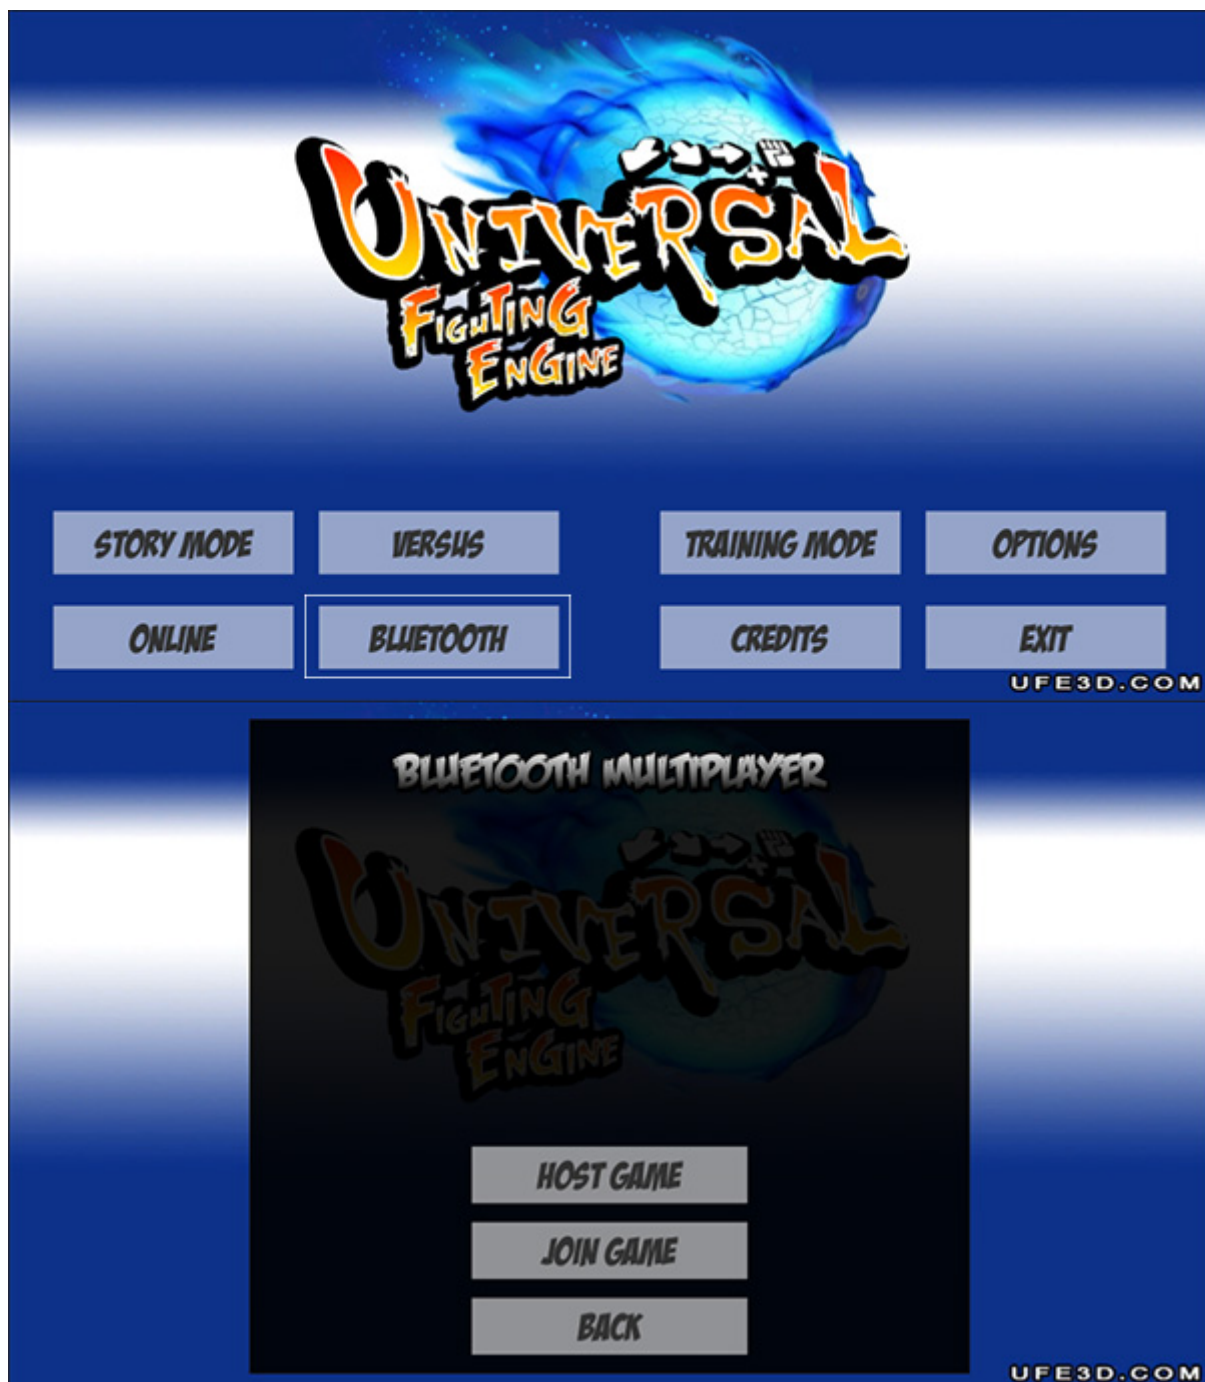 UNIVERSAL
FIGHTING
ENGINE
STORY MODE
VERSUS
TRAINING MODE
OPTIONS
ONLINE
BLUETOOTH
CREDITS
EXIT
UFE3D.COM
BLUETOOTH MULTIPLAYER
UNIVERSAL
FIGHTING
ENGINE
HOST GAME
JOIN GAME
BACK
UFE3D.COM